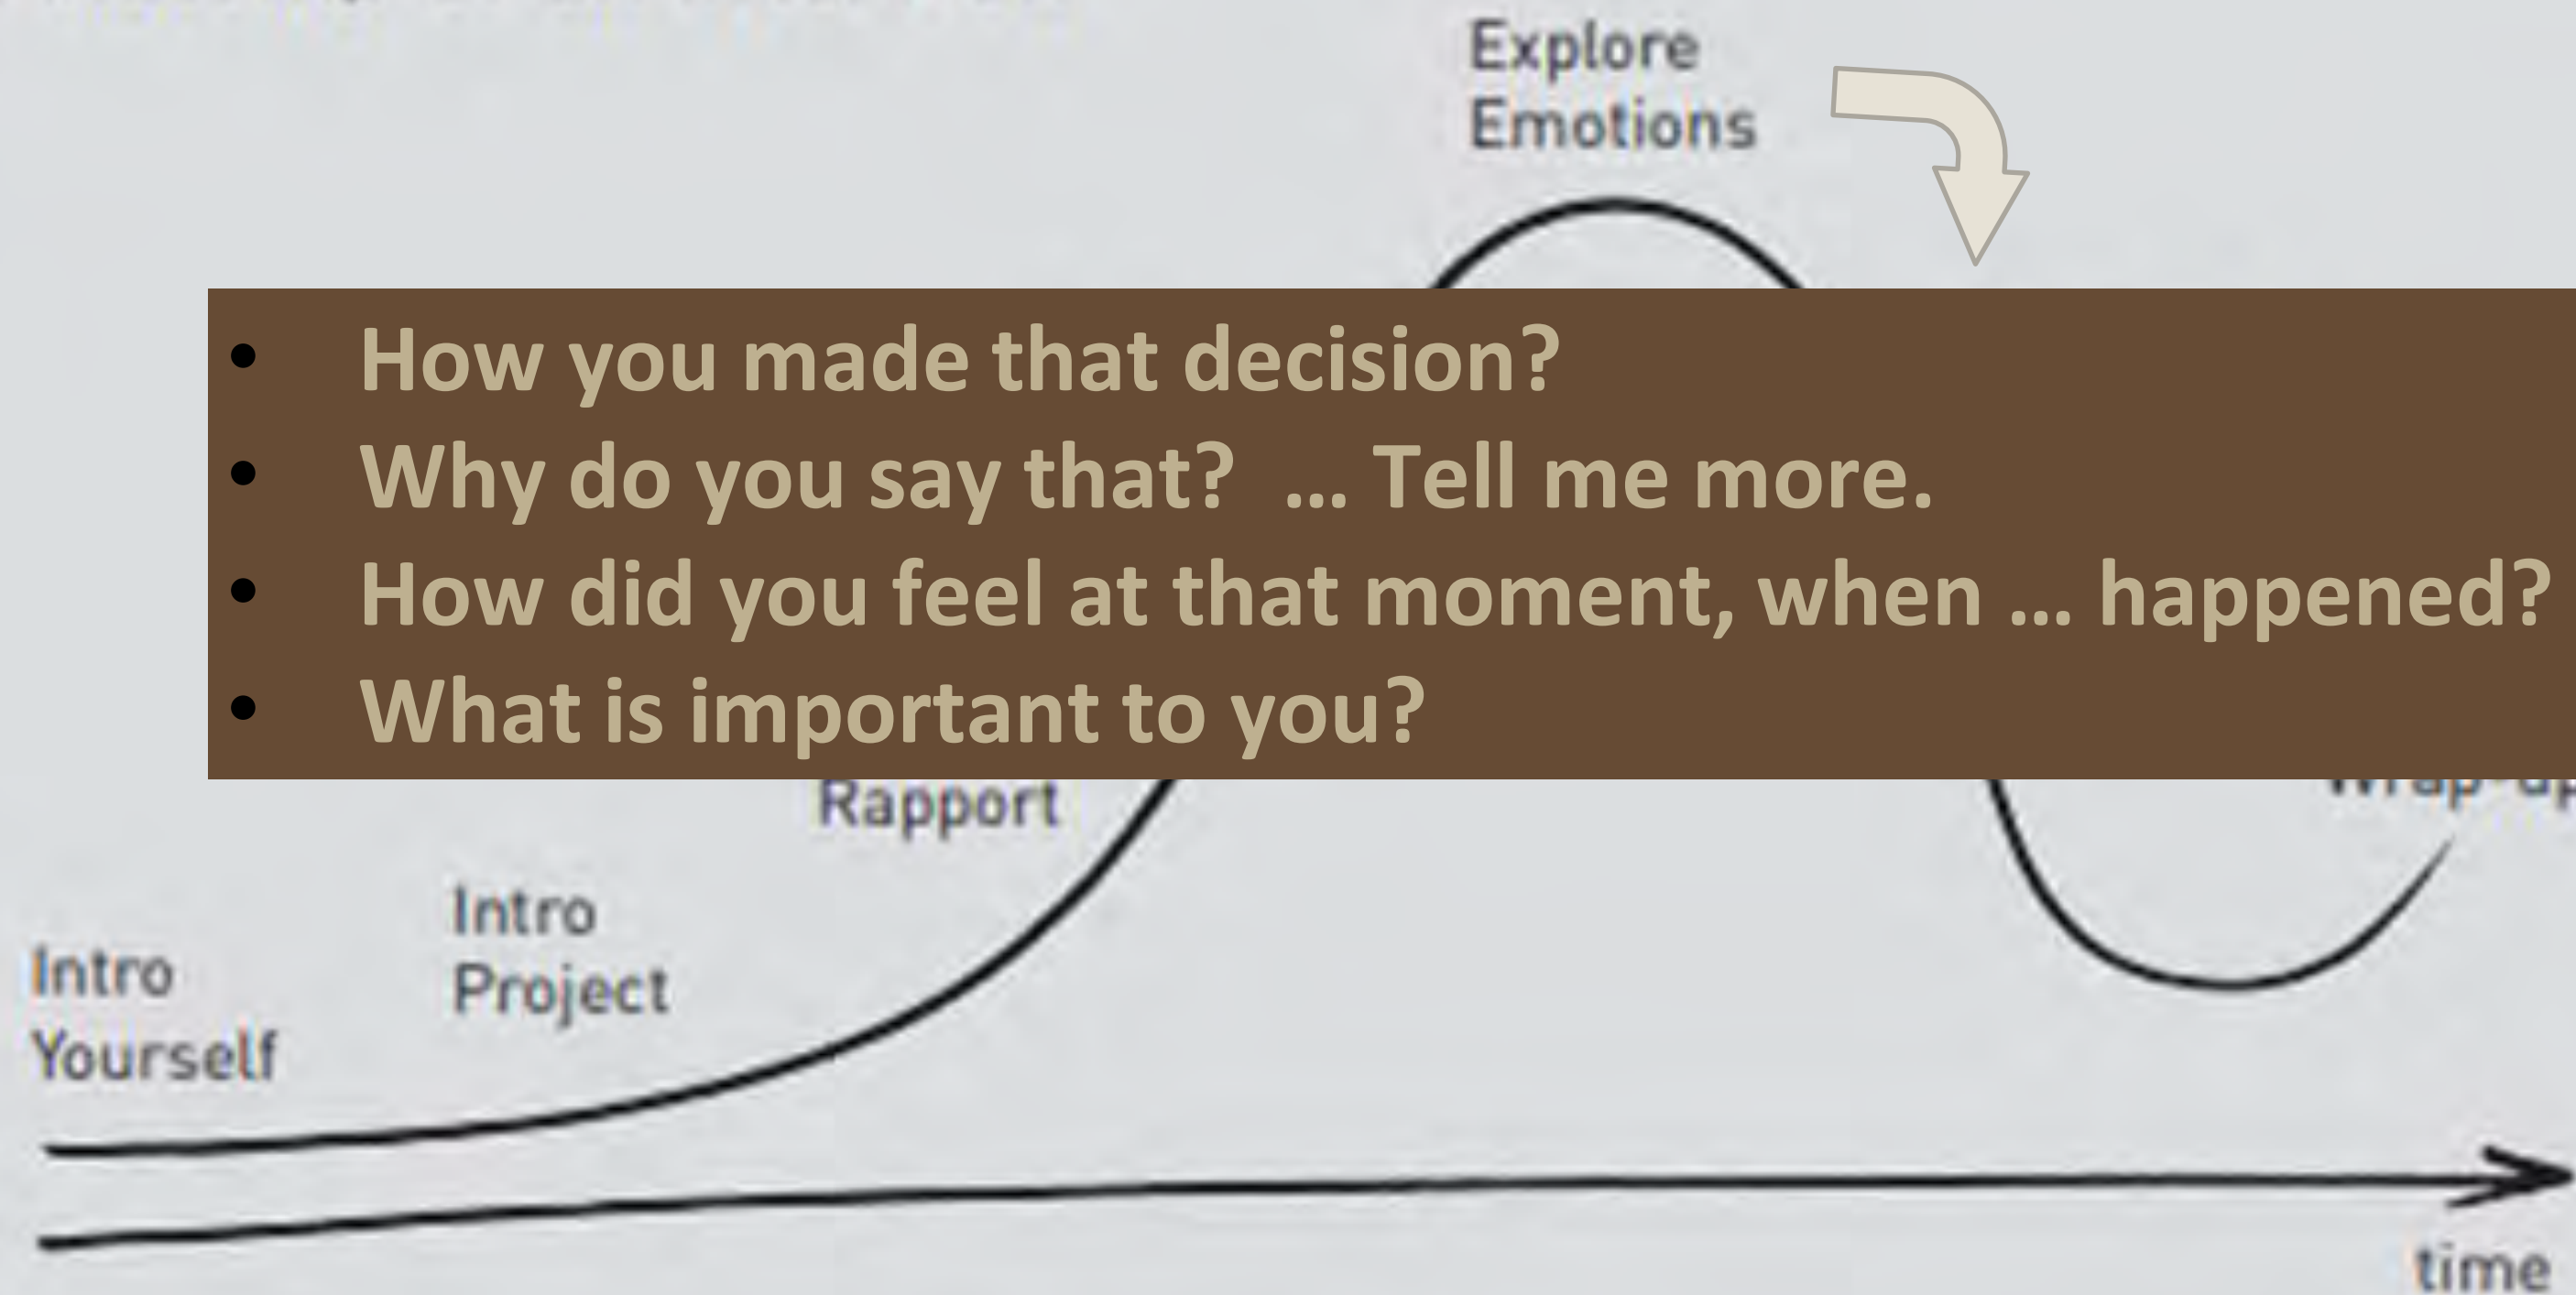 Explore
Emotions
• How you made that decision?
• Why do you say that? ... Tell me more.
• How did you feel at that moment, when ... happened?
• What is important to you?
Rapport
Intro
Project
Intro
Yourself
time